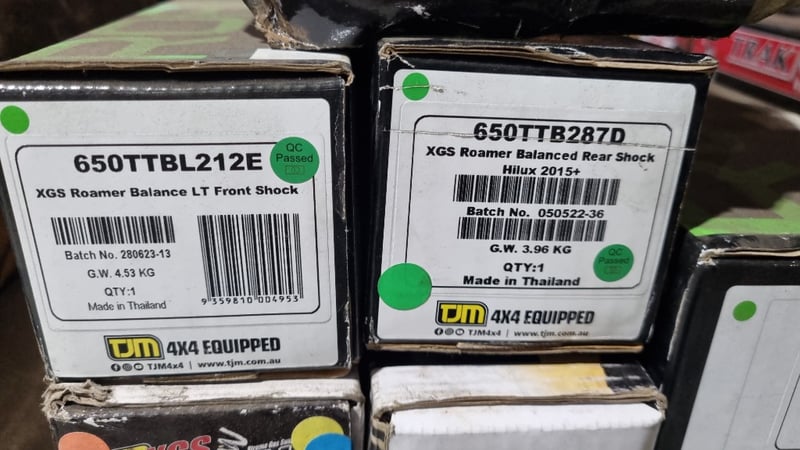 650TTBL212E
QC
Passed
XGS Roamer Balance LT Front Shock
Batch No. 280623-13
G.W. 4.53 KG
QTY:1
Made in Thailand
9 359810 004953
TJM 4X4 EQUIPPED
TJM4x4 | www.tjm.com.au
650TTB287D
XGS Roamer Balanced Rear Shock
Hilux 2015+
Batch No. 050522-36
G.W. 3.96 KG
QTY:1
Made in Thailand
QC
Passed
TJM 4X4 EQUIPPED
TJM4x4 | www.tjm.com.au
TRAK
XGS